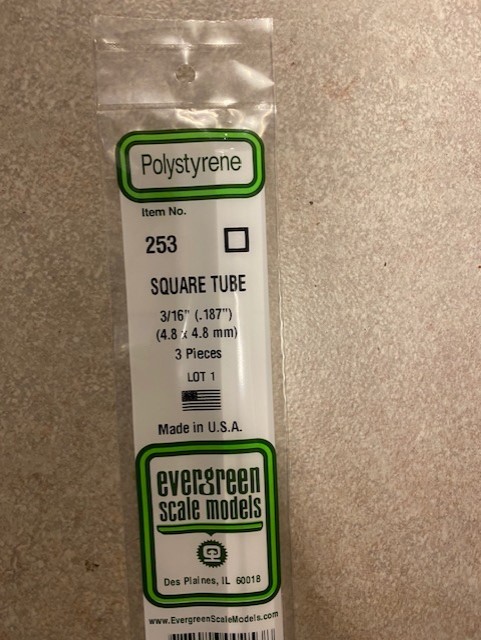 Polystyrene
Item No.
253
SQUARE TUBE
3/16" (.187")
(4.8 x 4.8 mm)
3 Pieces
LOT 1
Made in U.S.A.
evergreen
scale models
Des Plaines, IL 60018
www.EvergreenScaleModels.com